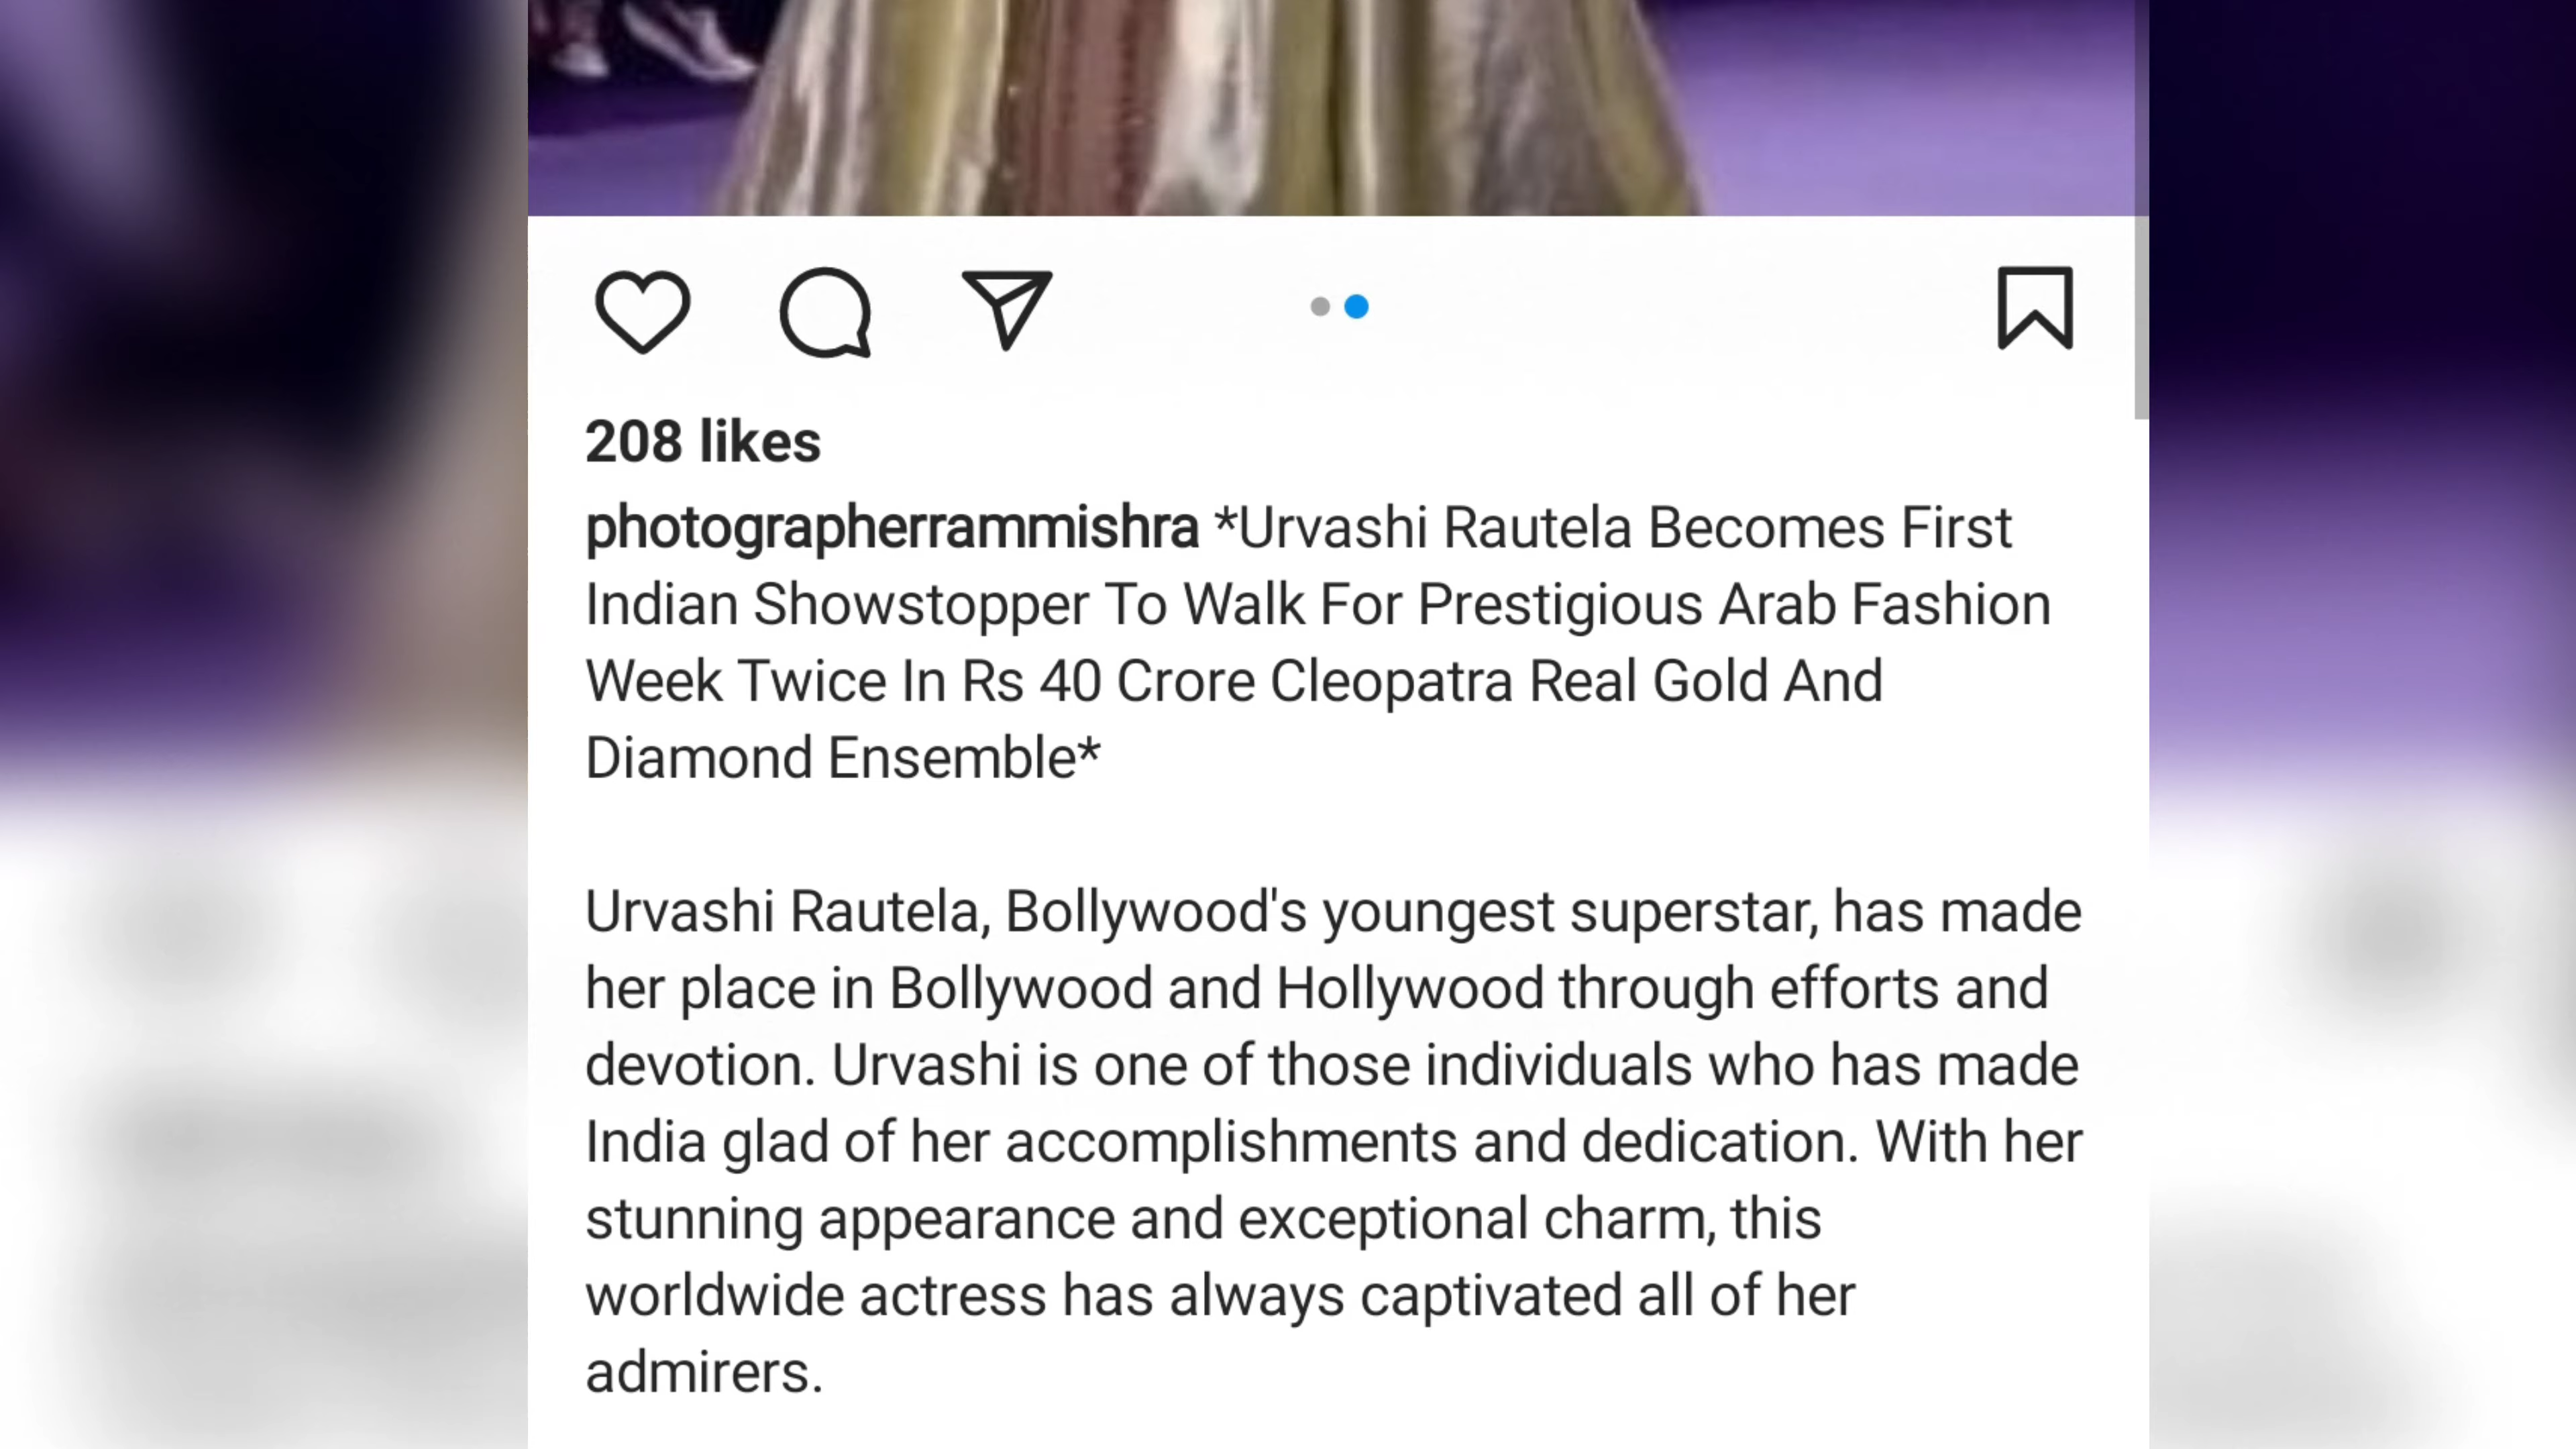 208 likes
photographerrammishra *Urvashi Rautela Becomes First
Indian Showstopper To Walk For Prestigious Arab Fashion
Week Twice In Rs 40 Crore Cleopatra Real Gold And
Diamond Ensemble*
Urvashi Rautela, Bollywood's youngest superstar, has made
her place in Bollywood and Hollywood through efforts and
devotion. Urvashi is one of those individuals who has made
India glad of her accomplishments and dedication. With her
stunning appearance and exceptional charm, this
worldwide actress has always captivated all of her
admirers.